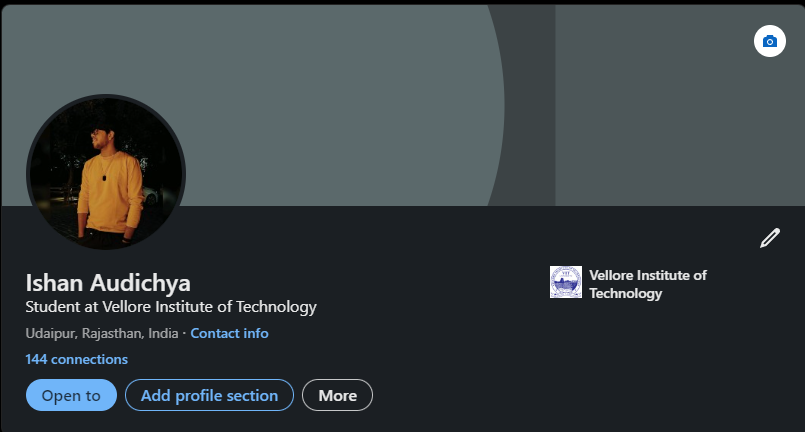 Ishan Audichya
Student at Vellore Institute of Technology
Udaipur, Rajasthan, India · Contact info
144 connections
Open to
Add profile section
More
Vellore Institute of
Technology